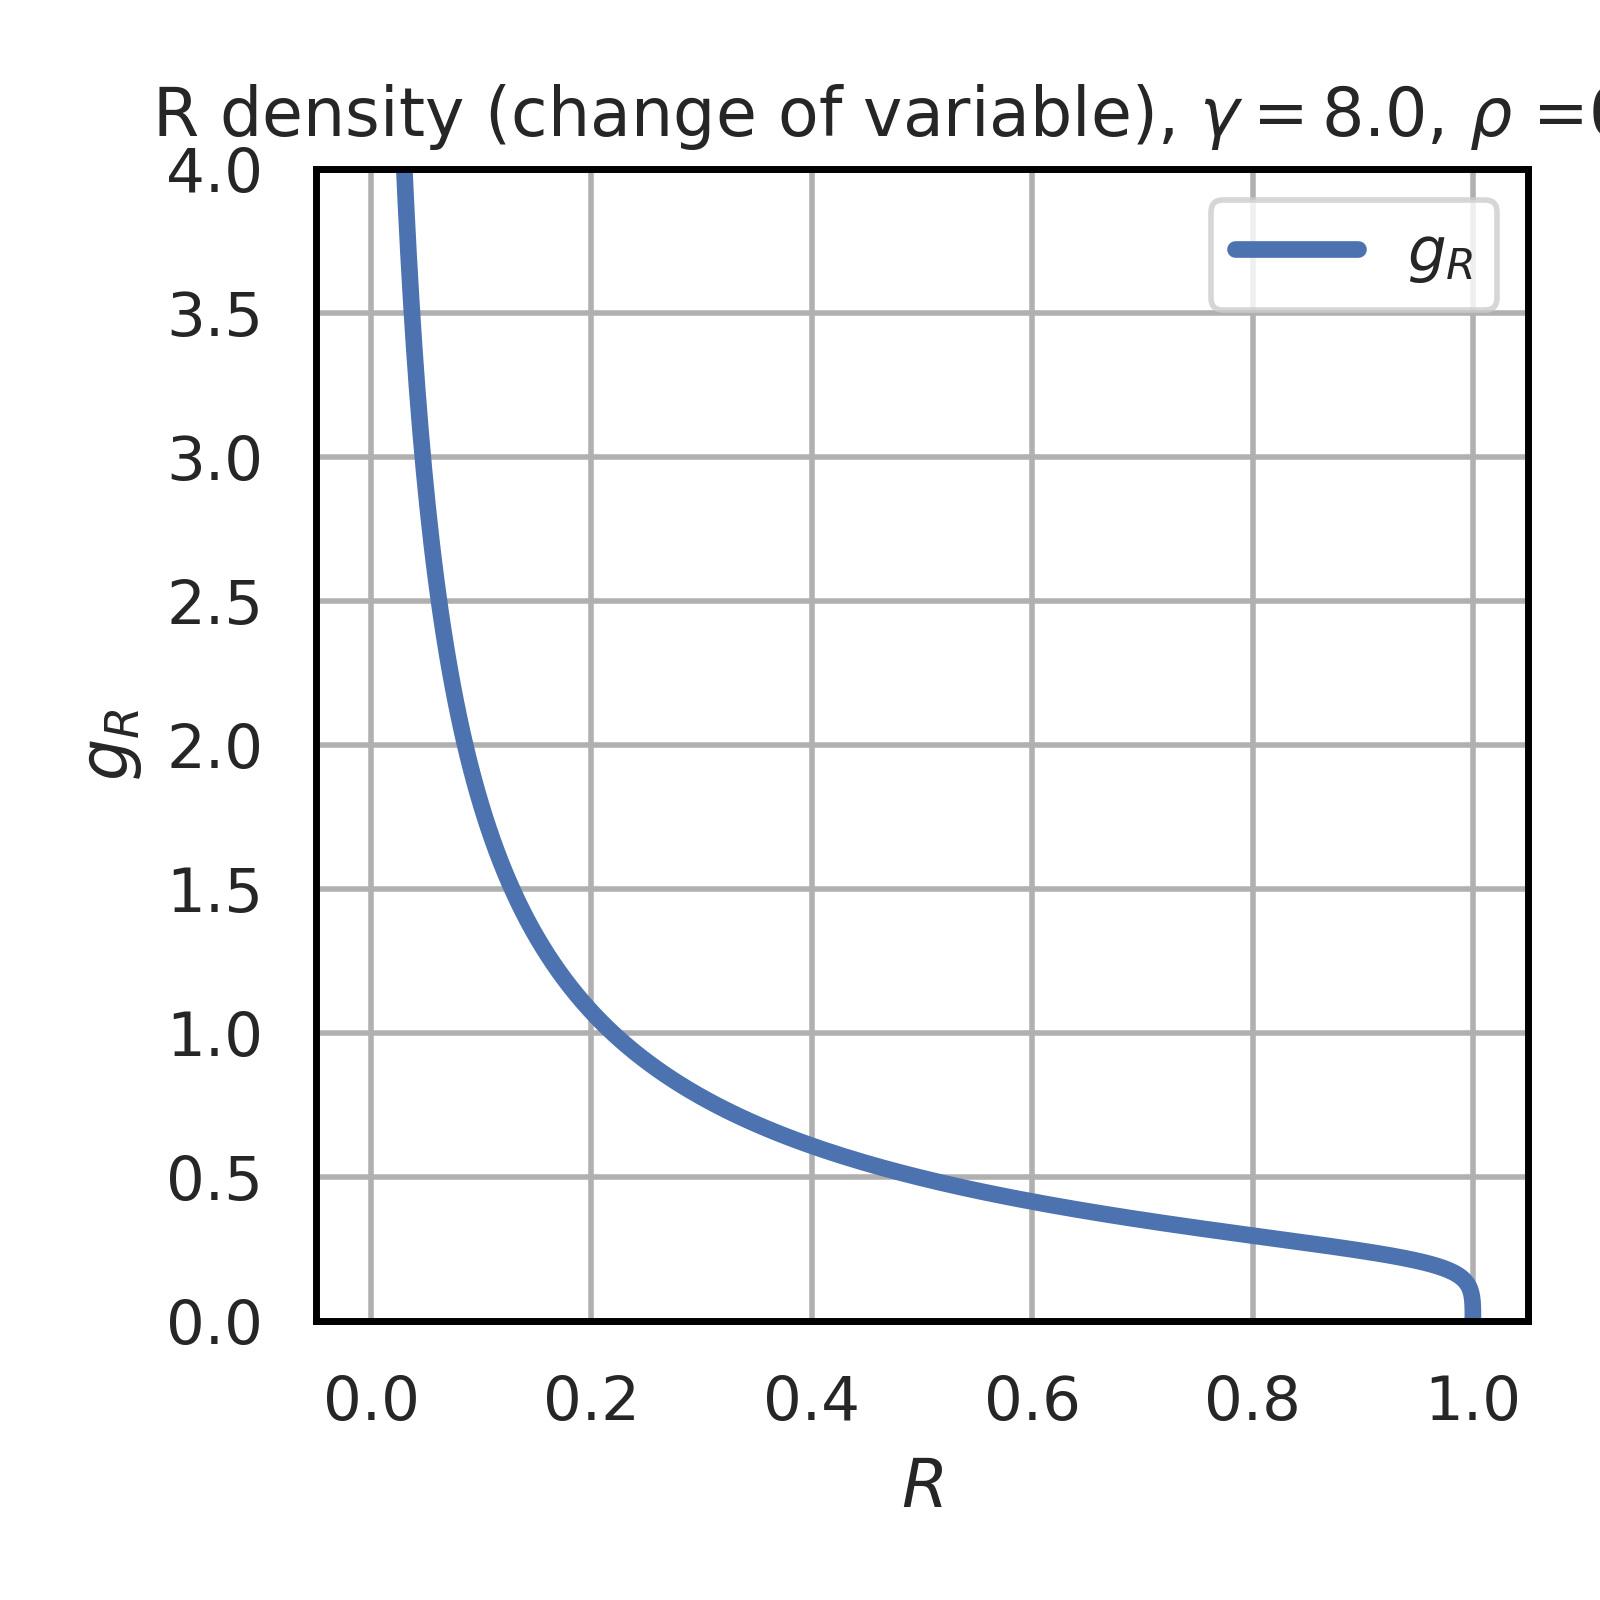 R density (change of variable), γ = 8.0, ρ =
4.0
3.5
3.0
2.5
2.0
1.5
1.0
0.5
0.0
g_R
g_R
0.0 0.2 0.4 0.6 0.8 1.0
R